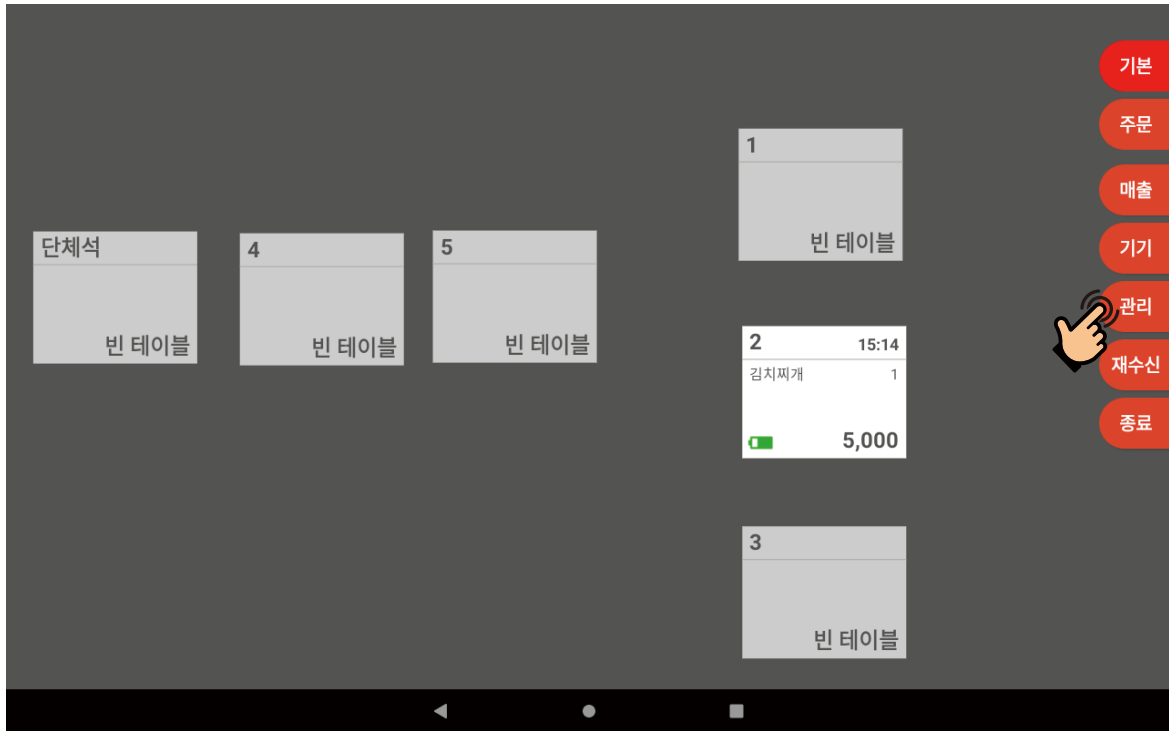 단체석
빈 테이블
4
빈 테이블
5
빈 테이블
1
빈 테이블
2 15:14
김치찌개 1
5,000
3
빈 테이블
기본
주문
매출
기기
관리
재수신
종료